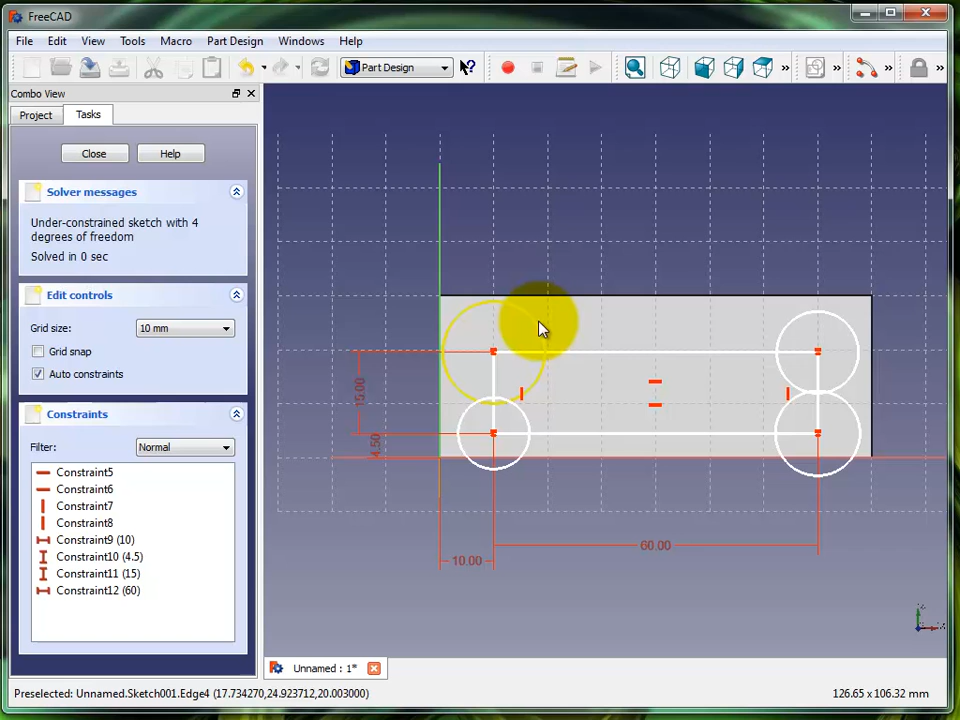 FreeCAD
File Edit View Tools Macro Part Design Windows Help
Part Design
Combo View
Project Tasks
Close Help
Solver messages
Under-constrained sketch with 4
degrees of freedom
Solved in 0 sec
Edit controls
Grid size: 10 mm
Grid snap
Auto constraints
Constraints
Filter: Normal
Constraint5
Constraint6
Constraint7
Constraint8
Constraint9 (10)
Constraint10 (4.5)
Constraint11 (15)
Constraint12 (60)
15.00
4.50
60.00
10.00
Unnamed : 1*
Preselected: Unnamed.Sketch001.Edge4 (17.734270,24.923712,20.003000)
126.65 x 106.32 mm